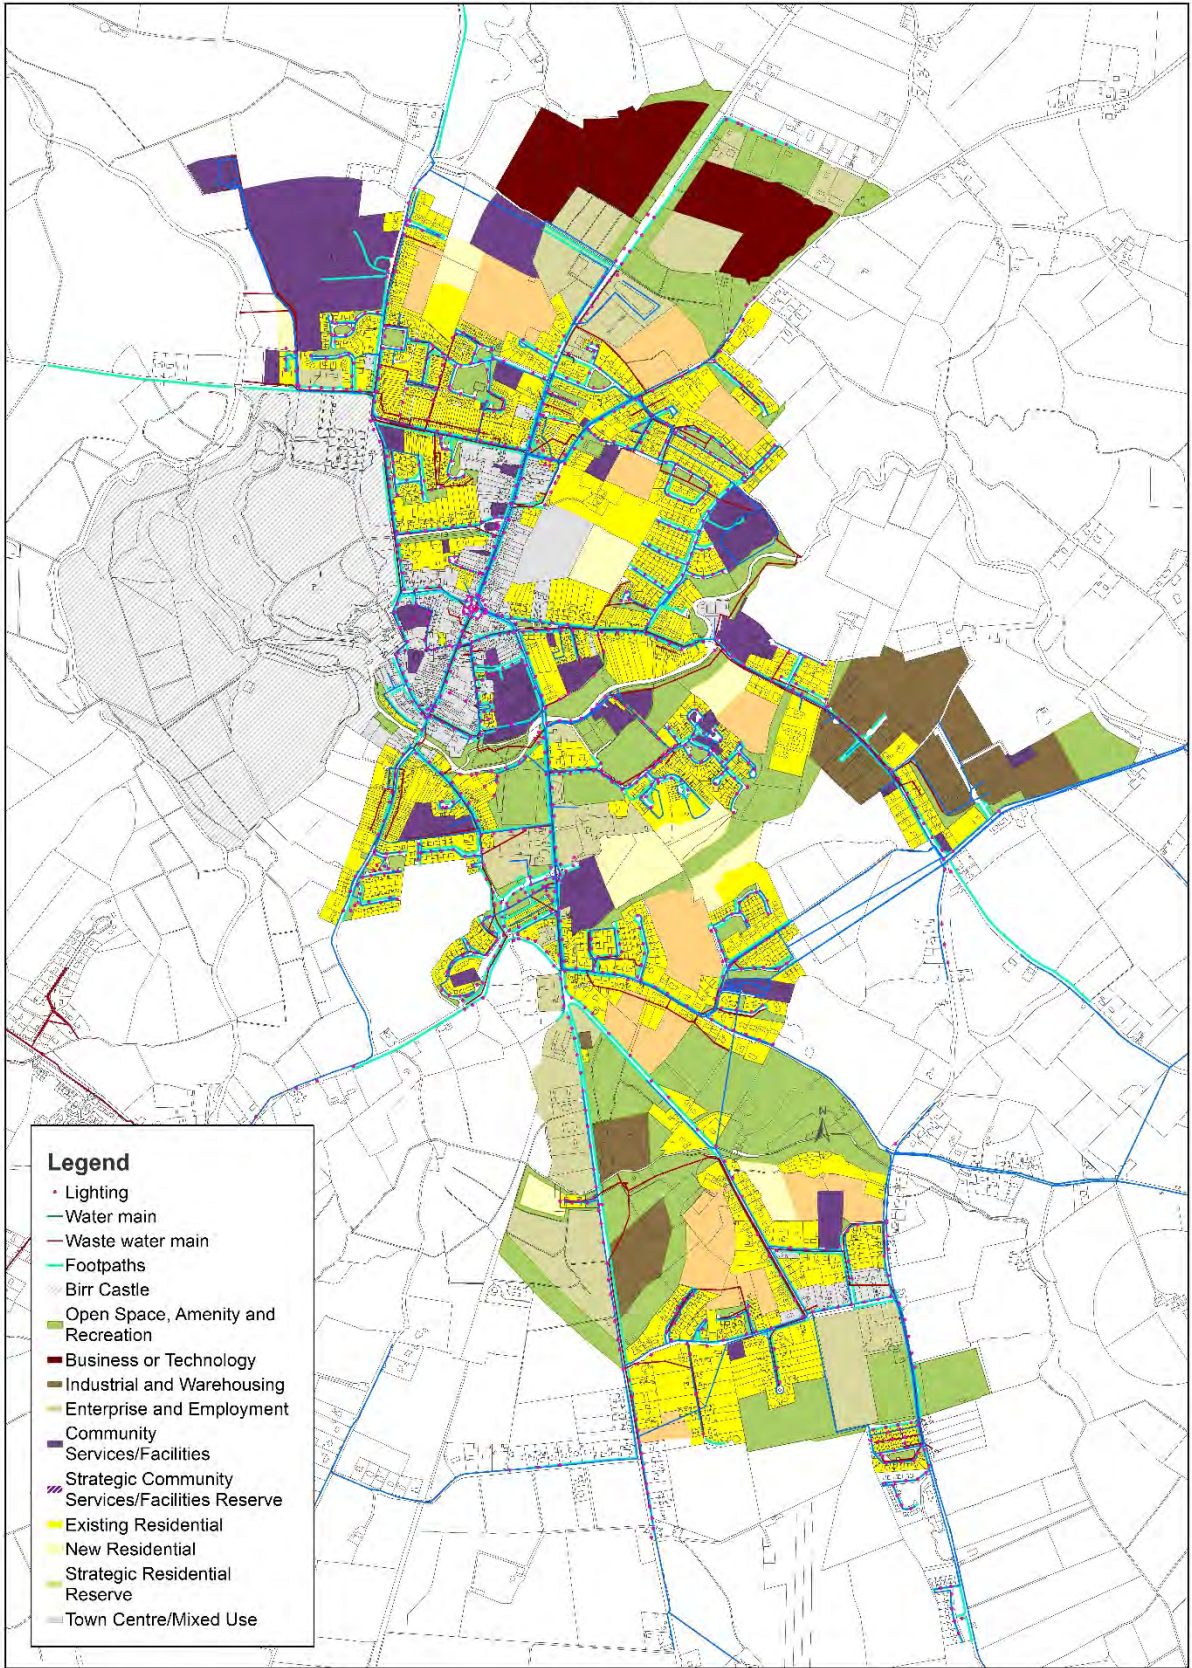 N
Legend
Lighting
Water main
Waste water main
Footpaths
Birr Castle
Open Space, Amenity and
Recreation
Business or Technology
Industrial and Warehousing
Enterprise and Employment
Community
Services/Facilities
Strategic Community
Services/Facilities Reserve
Existing Residential
New Residential
Strategic Residential
Reserve
Town Centre/Mixed Use